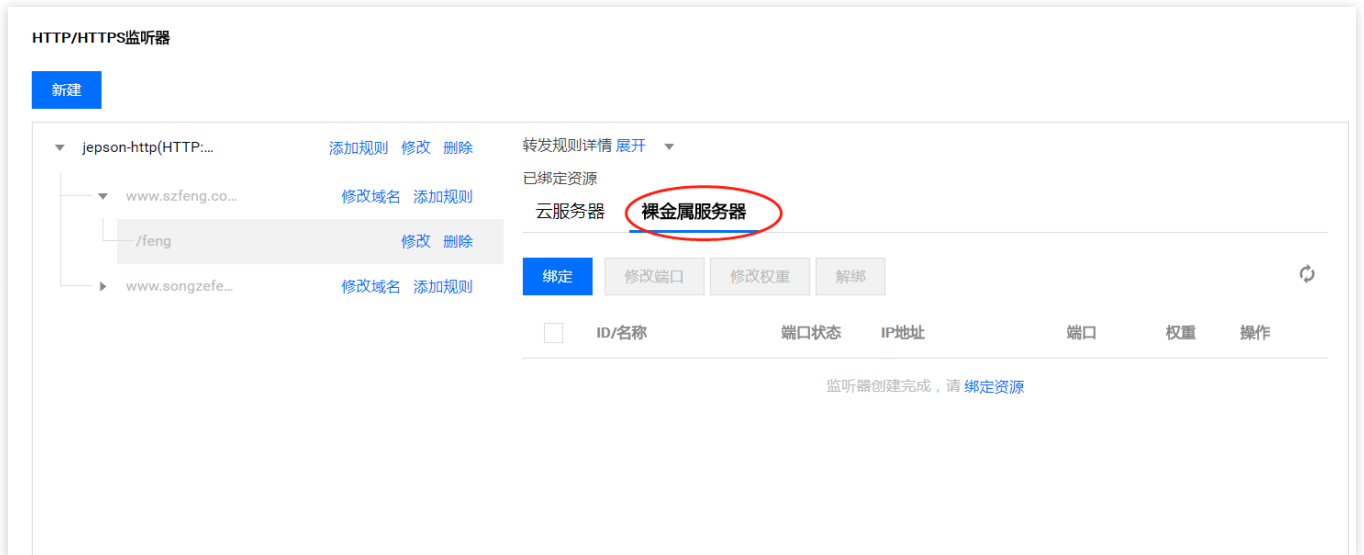 HTTP/HTTPS监听器
新建
jepson-http(HTTP:... 添加规则 修改 删除
www.szfeng.co... 修改域名 添加规则
/feng 修改 删除
www.songzefe... 修改域名 添加规则
转发规则详情 展开
已绑定资源
云服务器 裸金属服务器
绑定 修改端口 修改权重 解绑
ID/名称 端口状态 IP地址 端口 权重 操作
监听器创建完成，请 绑定资源